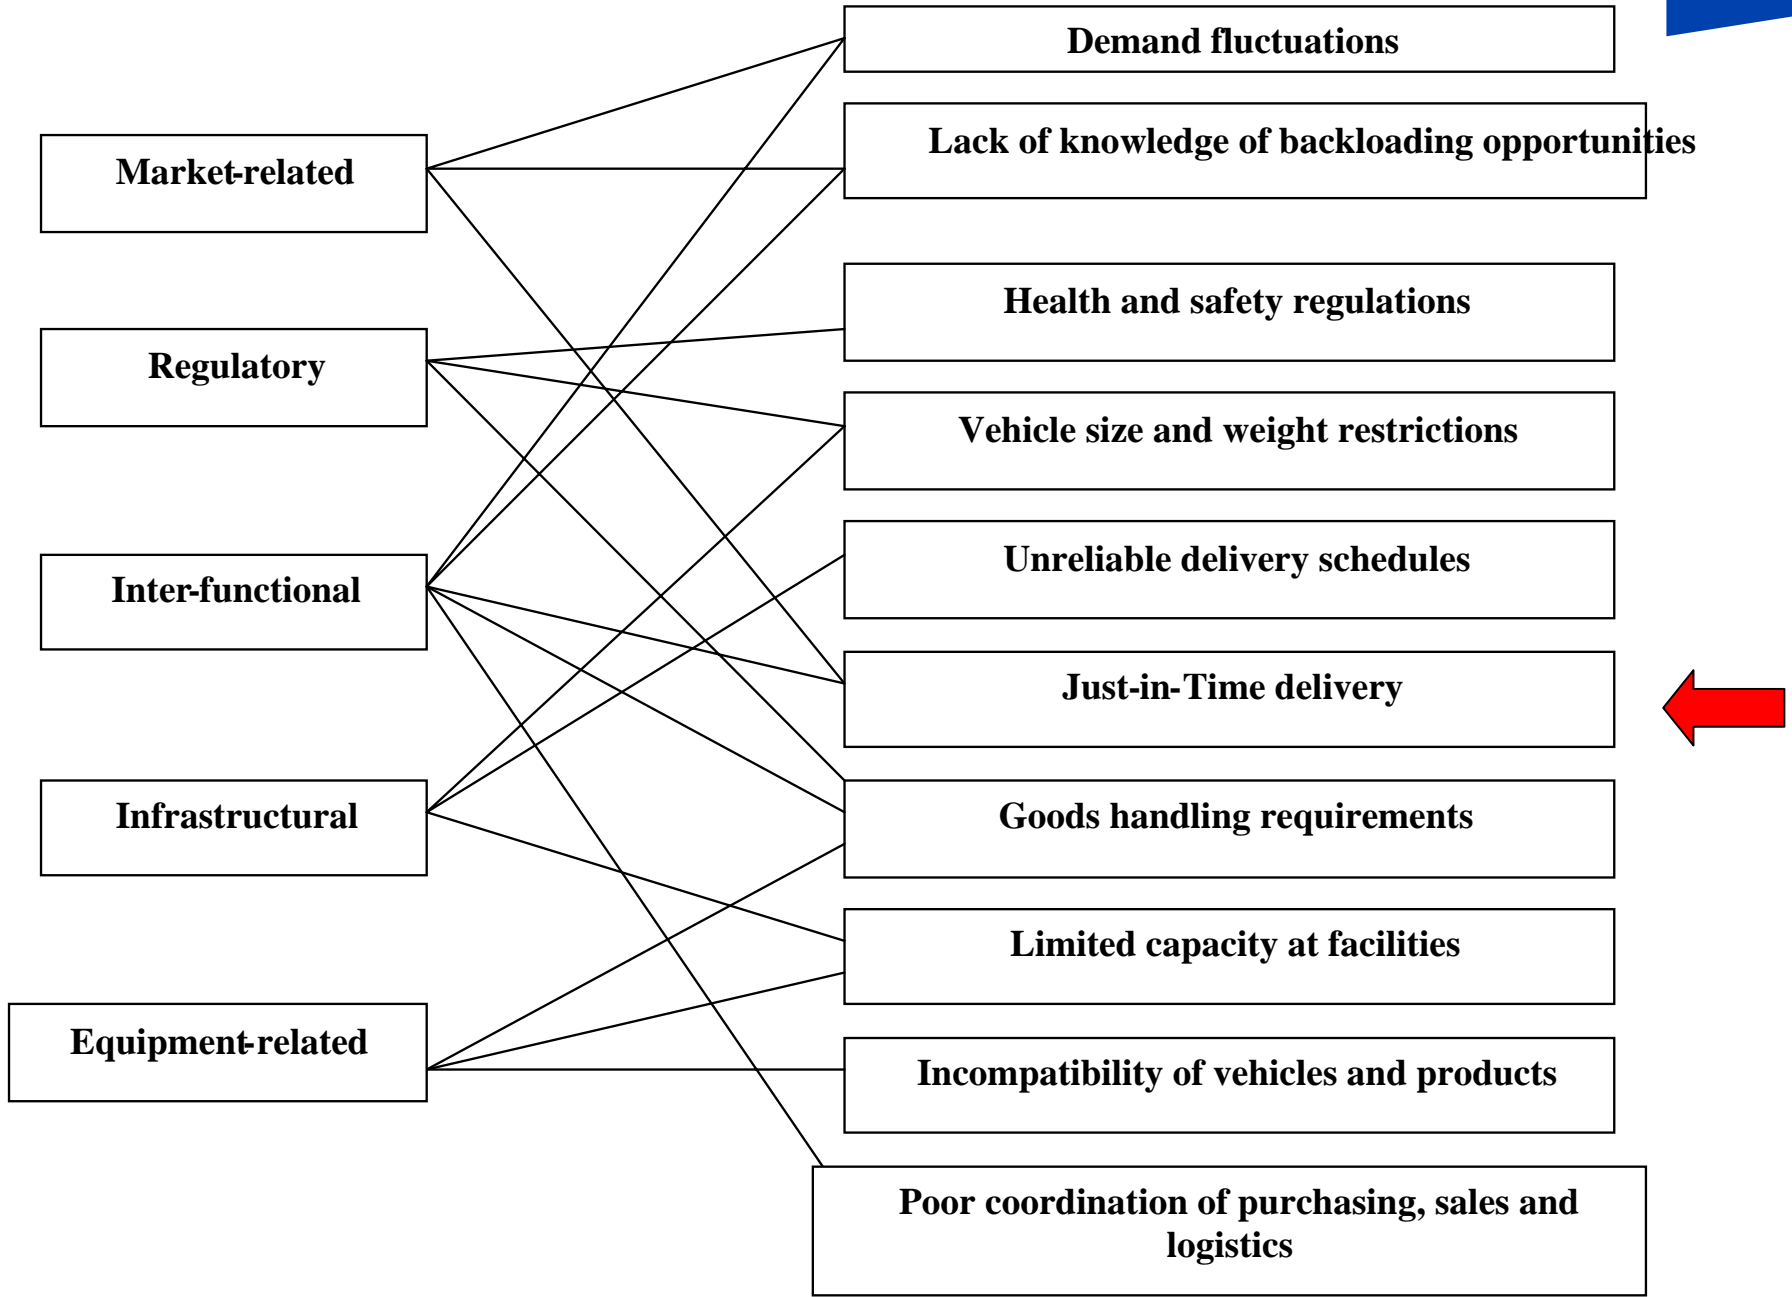 Market-related
Regulatory
Inter-functional
Infrastructural
Equipment-related
Demand fluctuations
Lack of knowledge of backloading opportunities
Health and safety regulations
Vehicle size and weight restrictions
Unreliable delivery schedules
Just-in-Time delivery
Goods handling requirements
Limited capacity at facilities
Incompatibility of vehicles and products
Poor coordination of purchasing, sales and
logistics